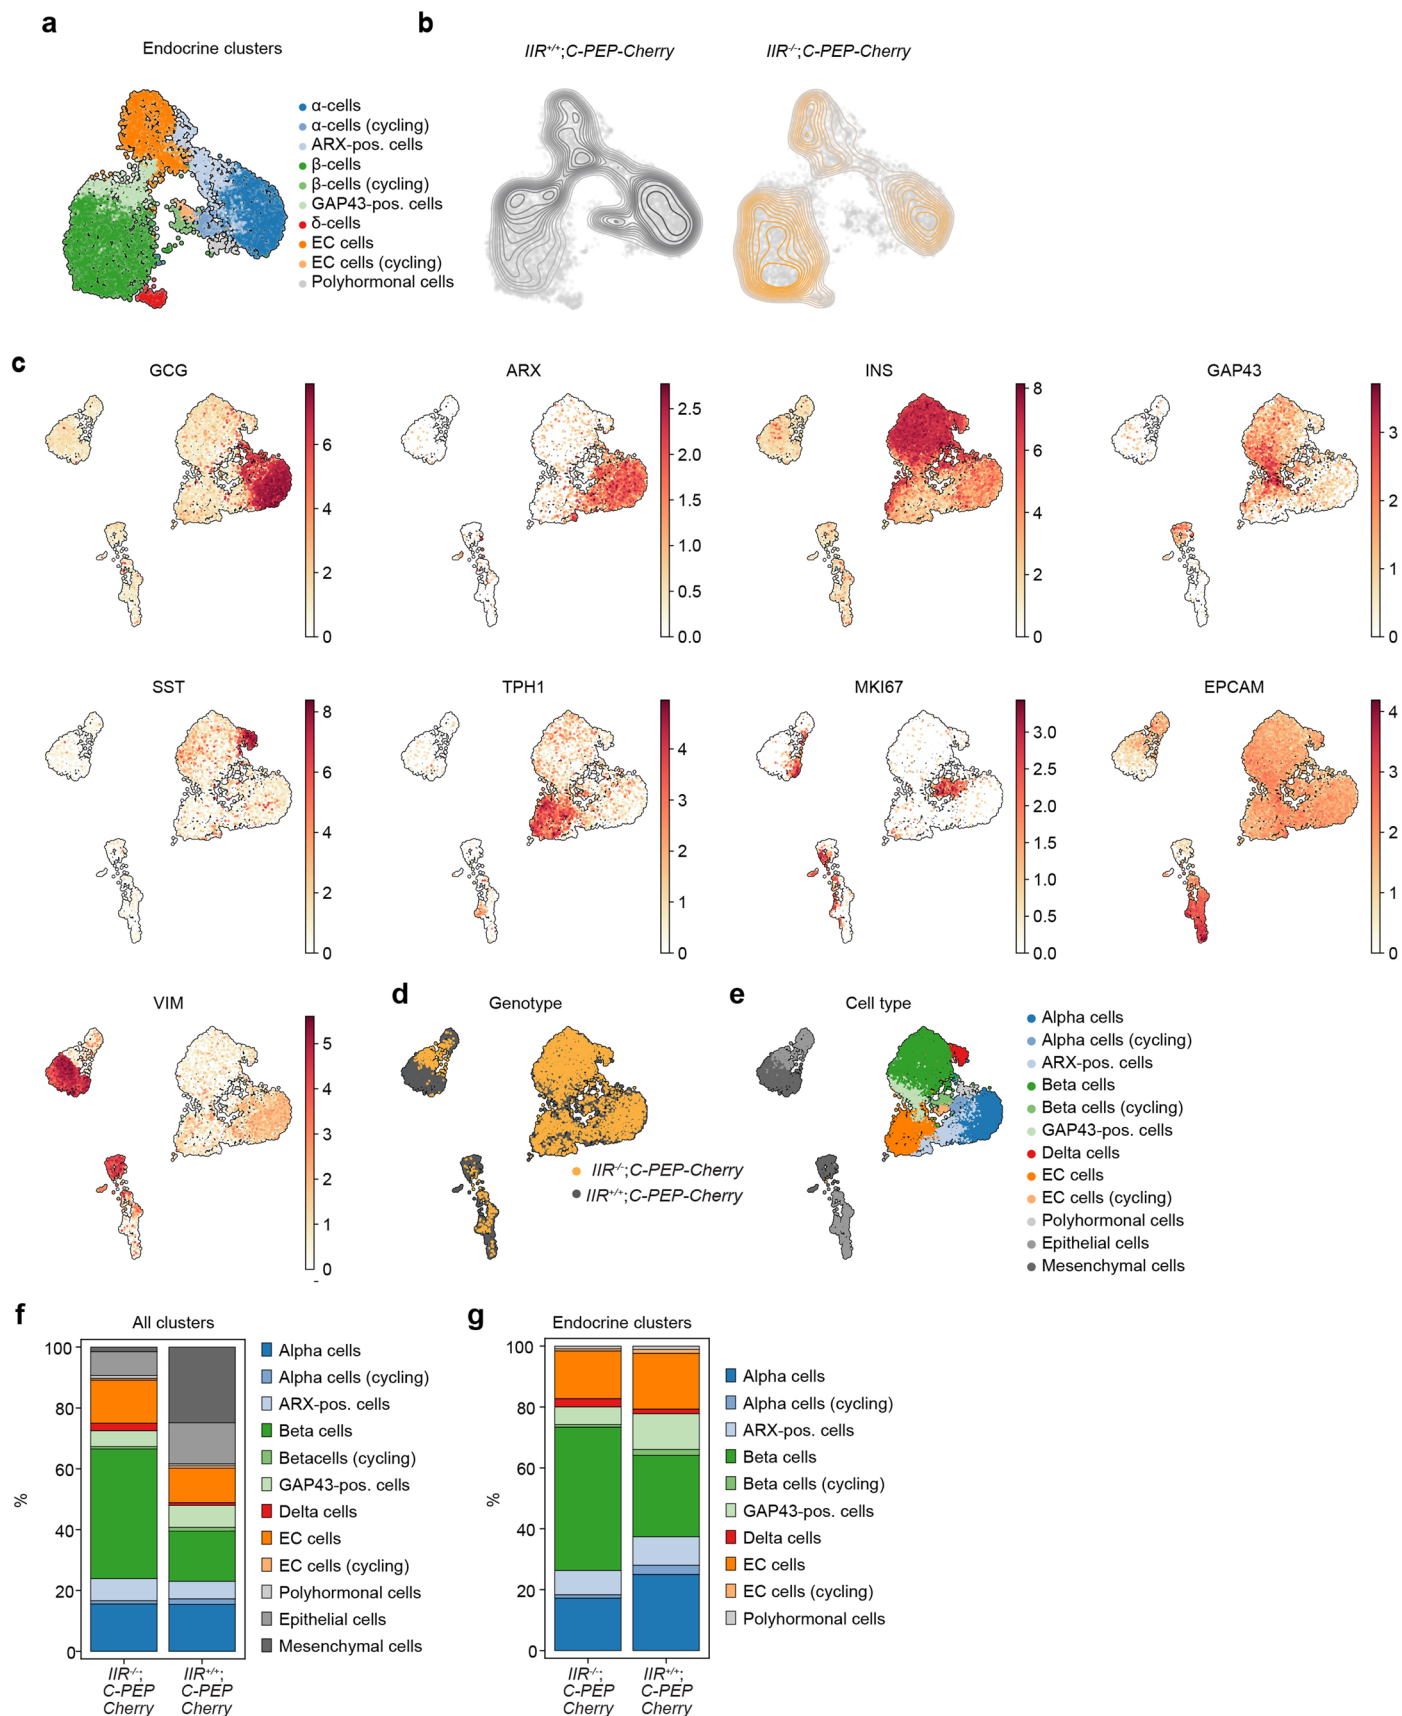 a
Endocrine clusters
α-cells
α-cells (cycling)
ARX-pos. cells
β-cells
β-cells (cycling)
GAP43-pos. cells
δ-cells
EC cells
EC cells (cycling)
Polyhormonal cells
b
IIR+/+;C-PEP-Cherry
IIR-/-;C-PEP-Cherry
c
GCG
6
4
2
0
ARX
2.5
2.0
1.5
1.0
0.5
0.0
INS
8
6
4
2
0
GAP43
3
2
1
0
SST
8
6
4
2
0
TPH1
4
3
2
1
0
MKI67
3.0
2.5
2.0
1.5
1.0
0.5
0.0
EPCAM
4
3
2
1
0
VIM
5
4
3
2
1
0
d
Genotype
IIR-/-;C-PEP-Cherry
IIR+/+;C-PEP-Cherry
e
Cell type
Alpha cells
Alpha cells (cycling)
ARX-pos. cells
Beta cells
Beta cells (cycling)
GAP43-pos. cells
Delta cells
EC cells
EC cells (cycling)
Polyhormonal cells
Epithelial cells
Mesenchymal cells
f
All clusters
100
80
60
40
20
0
%
IIR-/-;
C-PEP
Cherry
IIR+/+;
C-PEP
Cherry
Alpha cells
Alpha cells (cycling)
ARX-pos. cells
Beta cells
Betacells (cycling)
GAP43-pos. cells
Delta cells
EC cells
EC cells (cycling)
Polyhormonal cells
Epithelial cells
Mesenchymal cells
g
Endocrine clusters
100
80
60
40
20
0
%
IIR-/-;
C-PEP
Cherry
IIR+/+;
C-PEP
Cherry
Alpha cells
Alpha cells (cycling)
ARX-pos. cells
Beta cells
Beta cells (cycling)
GAP43-pos. cells
Delta cells
EC cells
EC cells (cycling)
Polyhormonal cells